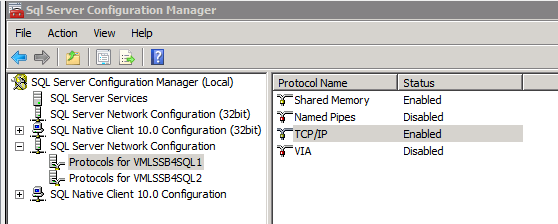 Sql Server Configuration Manager
File Action View Help
SQL Server Configuration Manager (Local)
SQL Server Services
SQL Server Network Configuration (32bit)
SQL Native Client 10.0 Configuration (32bit)
SQL Server Network Configuration
Protocols for VMLSSB4SQL1
Protocols for VMLSSB4SQL2
SQL Native Client 10.0 Configuration
Protocol Name Status
Shared Memory Enabled
Named Pipes Disabled
TCP/IP Enabled
VIA Disabled